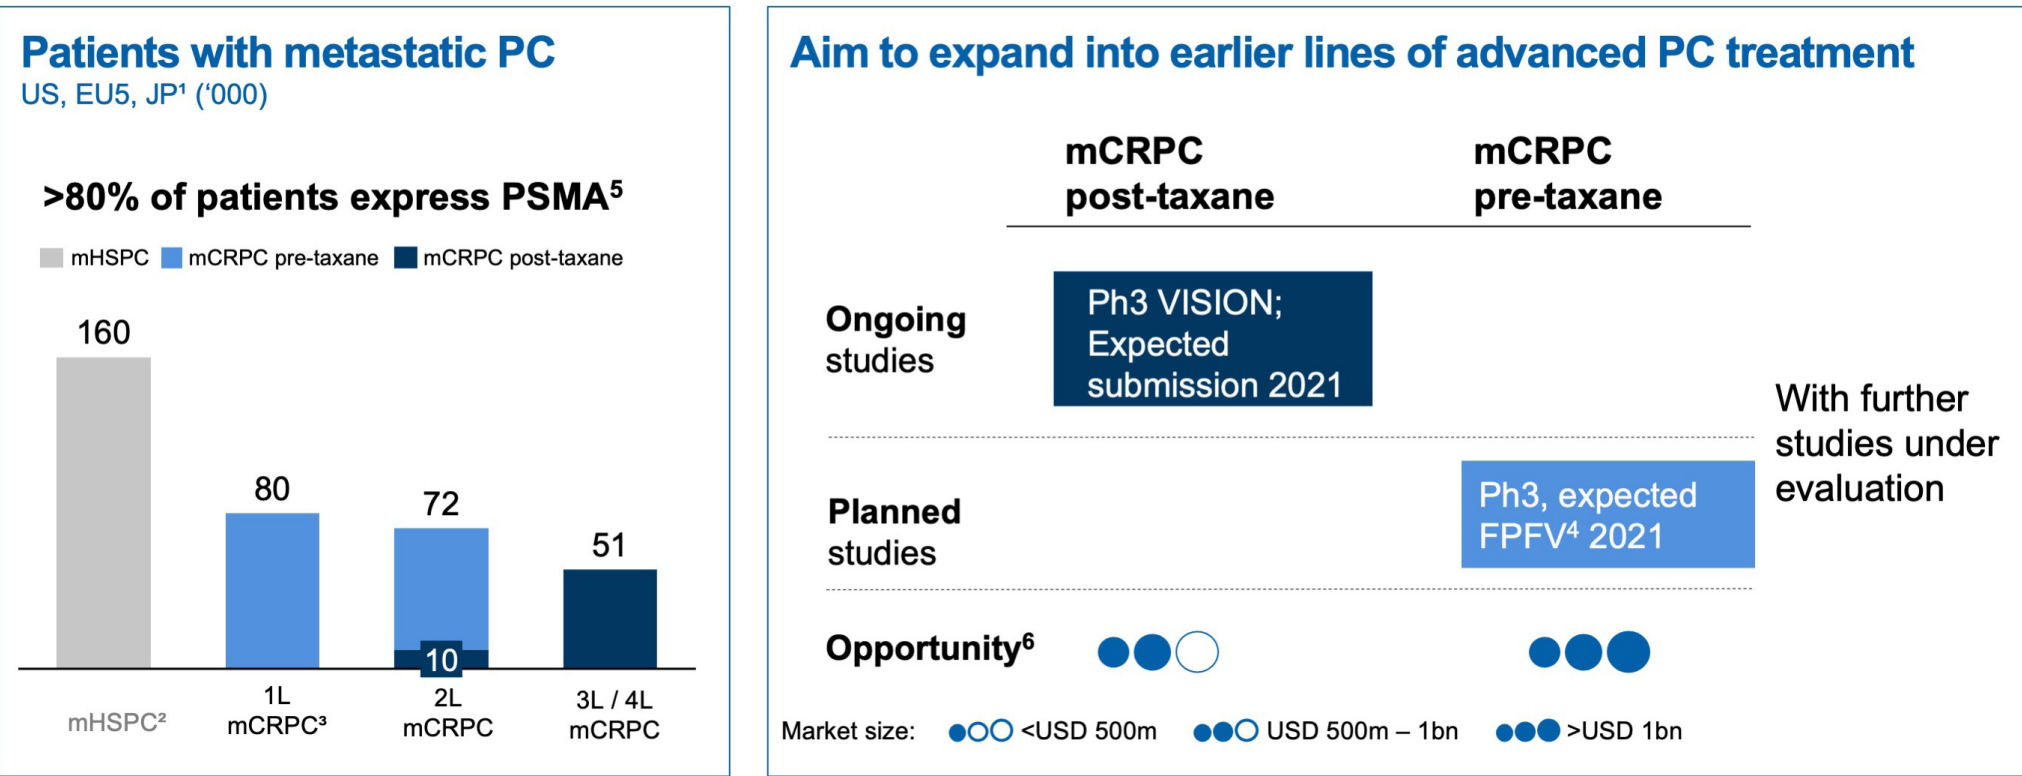 Patients with metastatic PC
US, EU5, JP¹ (‘000)
>80% of patients express PSMA⁵
mHSPC mCRPC pre-taxane mCRPC post-taxane
160
80
72
51
10
mHSPC²
1L
mCRPC³
2L
mCRPC
3L / 4L
mCRPC
Aim to expand into earlier lines of advanced PC treatment
mCRPC
post-taxane
mCRPC
pre-taxane
Ongoing
studies
Ph3 VISION;
Expected
submission 2021
Planned
studies
Ph3, expected
FPFV⁴ 2021
With further
studies under
evaluation
Opportunity⁶
Market size: <USD 500m USD 500m – 1bn >USD 1bn